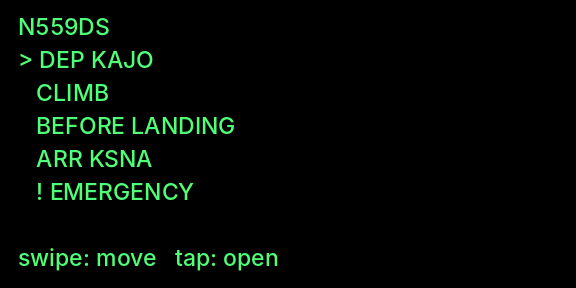 N559DS
> DEP KAJO
CLIMB
BEFORE LANDING
ARR KSNA
! EMERGENCY
swipe: move tap: open